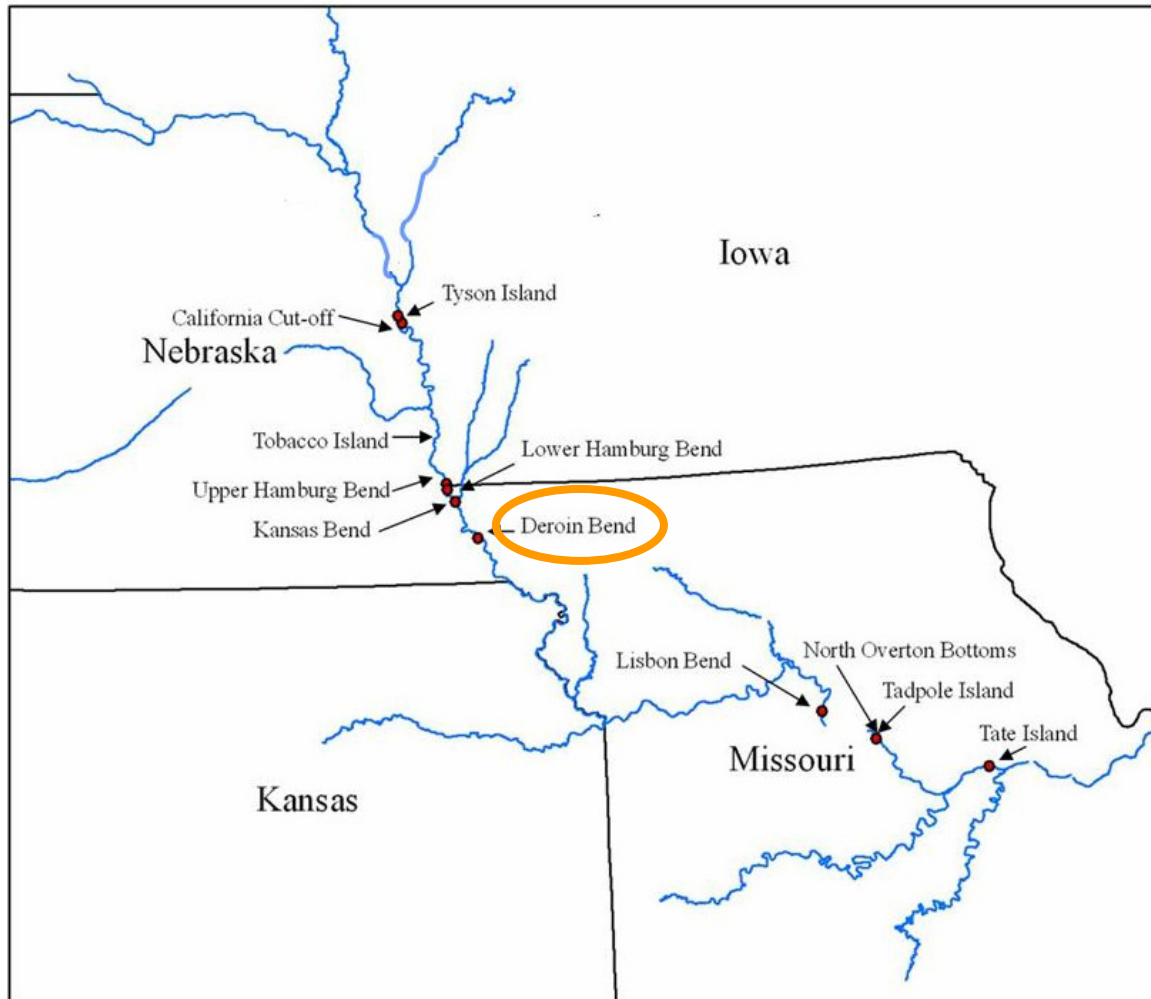 Iowa
Tyson Island
California Cut-off
Nebraska
Tobacco Island
Lower Hamburg Bend
Upper Hamburg Bend
Kansas Bend
Deroin Bend
North Overton Bottoms
Lisbon Bend
Tadpole Island
Tate Island
Missouri
Kansas